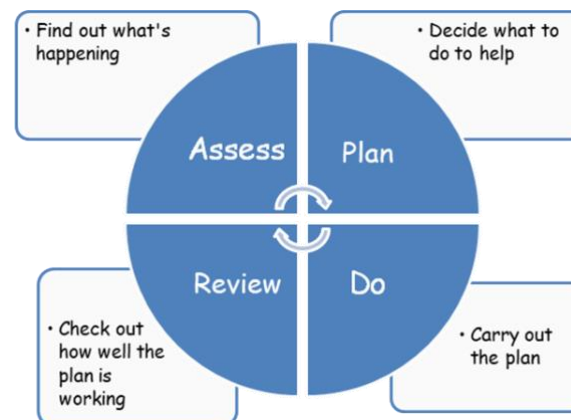 • Find out what's
happening
• Decide what to
do to help
Assess
Plan
Review
Do
• Check out
how well the
plan is
working
• Carry out
the plan